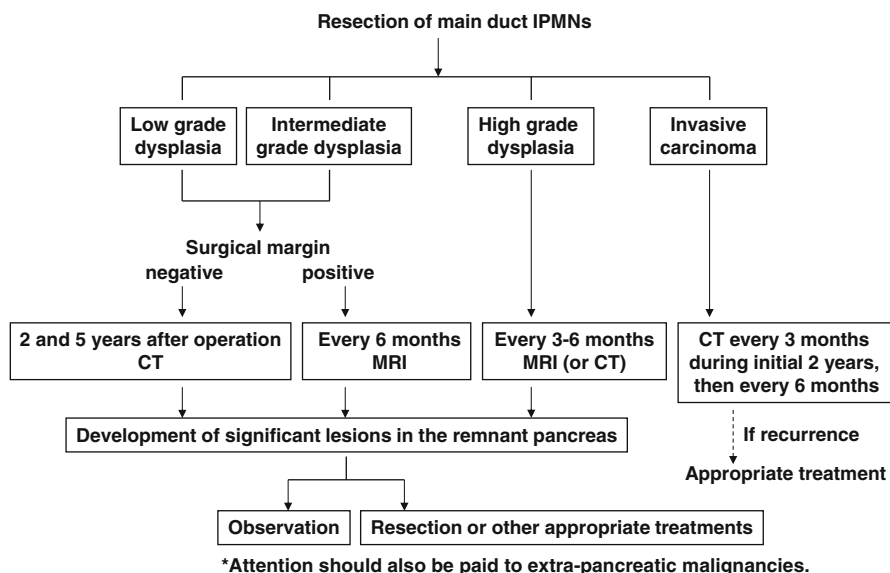 Resection of main duct IPMNs
Low grade
dysplasia
Intermediate
grade dysplasia
High grade
dysplasia
Invasive
carcinoma
Surgical margin
negative
positive
2 and 5 years after operation
CT
Every 6 months
MRI
Every 3-6 months
MRI (or CT)
CT every 3 months
during initial 2 years,
then every 6 months
Development of significant lesions in the remnant pancreas
If recurrence
Appropriate treatment
Observation
Resection or other appropriate treatments
*Attention should also be paid to extra-pancreatic malignancies.